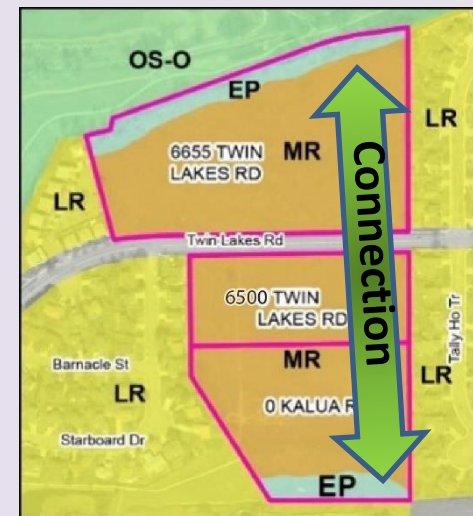 OS-O
EP
LR
6655 TWIN
LAKES RD
MR
LR
Twin Lakes Rd
Connection
6500 TWIN
LAKES RD
Tally Ho Tr
Barnacle St
MR
LR
LR
0 KALUA R
Starboard Dr
EP